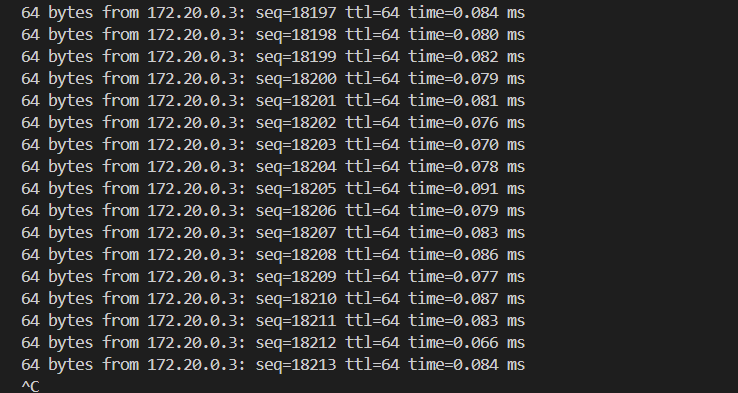 64 bytes from 172.20.0.3: seq=18197 ttl=64 time=0.084 ms
64 bytes from 172.20.0.3: seq=18198 ttl=64 time=0.080 ms
64 bytes from 172.20.0.3: seq=18199 ttl=64 time=0.082 ms
64 bytes from 172.20.0.3: seq=18200 ttl=64 time=0.079 ms
64 bytes from 172.20.0.3: seq=18201 ttl=64 time=0.081 ms
64 bytes from 172.20.0.3: seq=18202 ttl=64 time=0.076 ms
64 bytes from 172.20.0.3: seq=18203 ttl=64 time=0.070 ms
64 bytes from 172.20.0.3: seq=18204 ttl=64 time=0.078 ms
64 bytes from 172.20.0.3: seq=18205 ttl=64 time=0.091 ms
64 bytes from 172.20.0.3: seq=18206 ttl=64 time=0.079 ms
64 bytes from 172.20.0.3: seq=18207 ttl=64 time=0.083 ms
64 bytes from 172.20.0.3: seq=18208 ttl=64 time=0.086 ms
64 bytes from 172.20.0.3: seq=18209 ttl=64 time=0.077 ms
64 bytes from 172.20.0.3: seq=18210 ttl=64 time=0.087 ms
64 bytes from 172.20.0.3: seq=18211 ttl=64 time=0.083 ms
64 bytes from 172.20.0.3: seq=18212 ttl=64 time=0.066 ms
64 bytes from 172.20.0.3: seq=18213 ttl=64 time=0.084 ms
^C